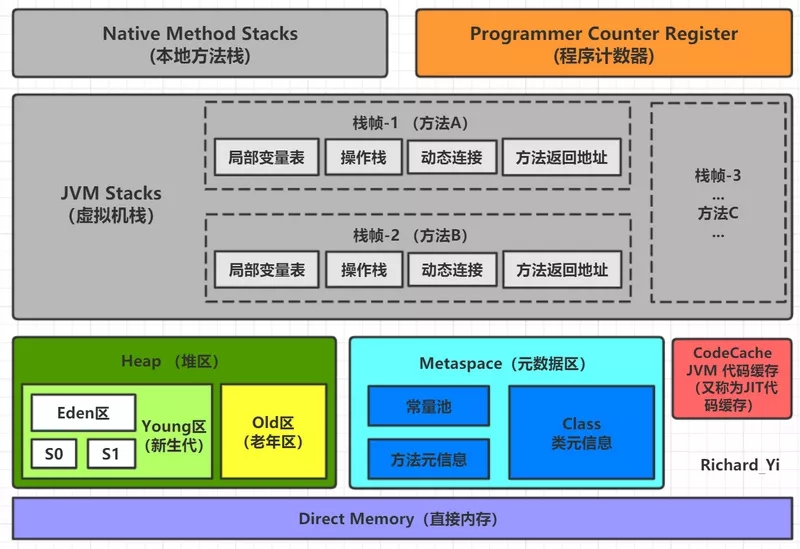 Native Method Stacks
(本地方法栈)
Programmer Counter Register
(程序计数器)
JVM Stacks
(虚拟机栈)
栈帧-1 （方法A）
局部变量表
操作栈
动态连接
方法返回地址
栈帧-2 （方法B）
局部变量表
操作栈
动态连接
方法返回地址
栈帧-3
...
方法C
...
Heap （堆区）
Eden区
S0
S1
Young区
(新生代)
Old区
(老年区)
Metaspace（元数据区）
常量池
方法元信息
Class
类元信息
CodeCache
JVM 代码缓存
（又称为JIT代
码缓存）
Richard_Yi
Direct Memory（直接内存）